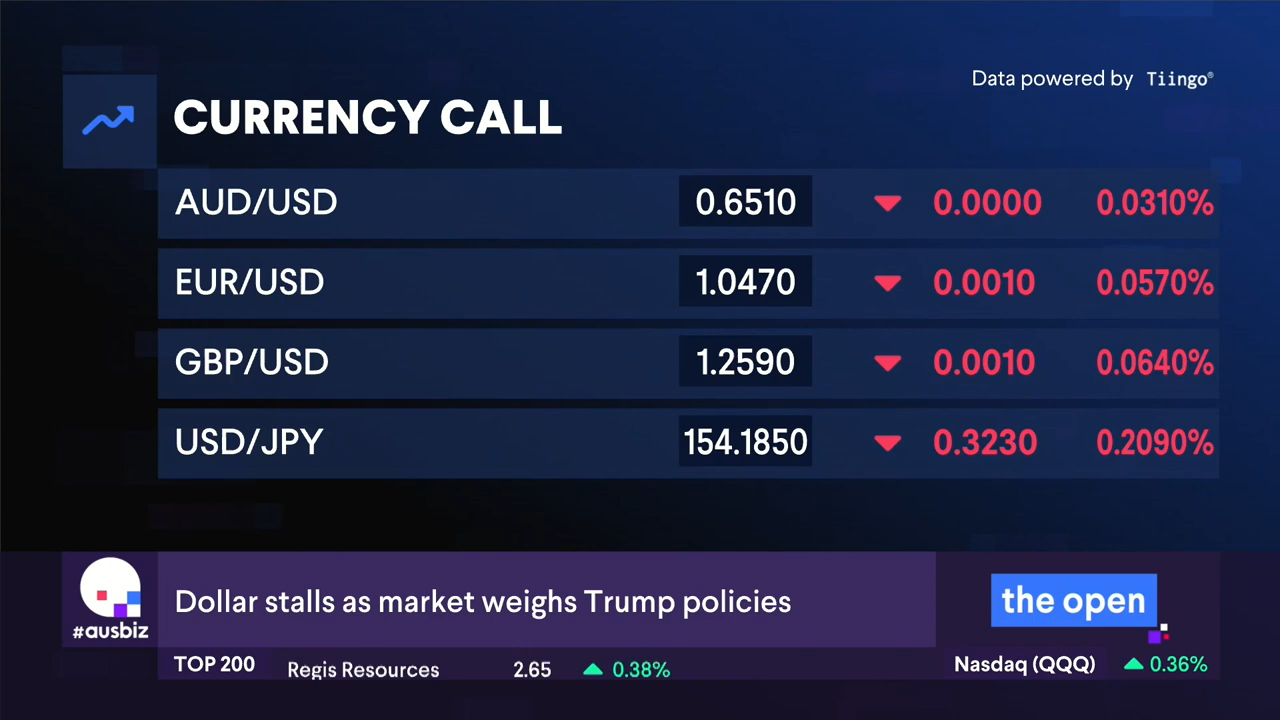 Data powered by Tiingo®
CURRENCY CALL
AUD/USD 0.6510 0.0000 0.0310%
EUR/USD 1.0470 0.0010 0.0570%
GBP/USD 1.2590 0.0010 0.0640%
USD/JPY 154.1850 0.3230 0.2090%
Dollar stalls as market weighs Trump policies
the open
#ausbiz
TOP 200 Regis Resources 2.65 0.38% Nasdaq (QQQ) 0.36%